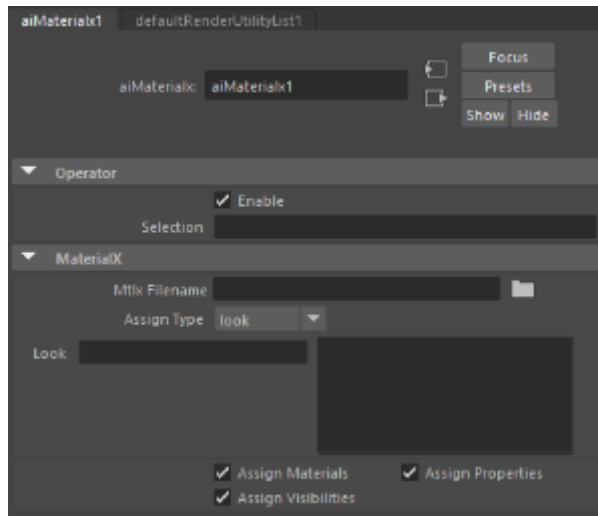 aiMaterialx1 defaultRenderUtilityList1
Focus
aiMaterialx: aiMaterialx1
Presets
Show Hide
Operator
Enable
Selection
MaterialX
Mtlx Filename
Assign Type look
Look
Assign Materials Assign Properties
Assign Visibilities